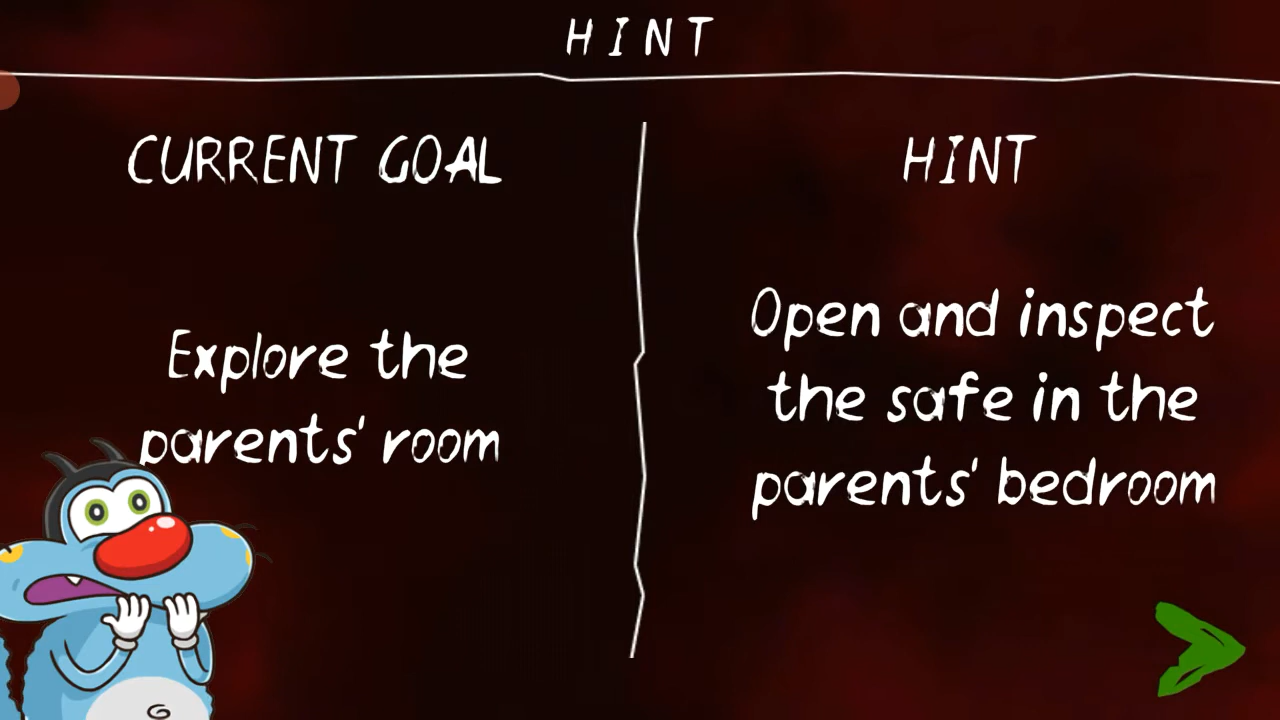 HINT
CURRENT GOAL
Explore the
parents' room
HINT
Open and inspect
the safe in the
parents' bedroom